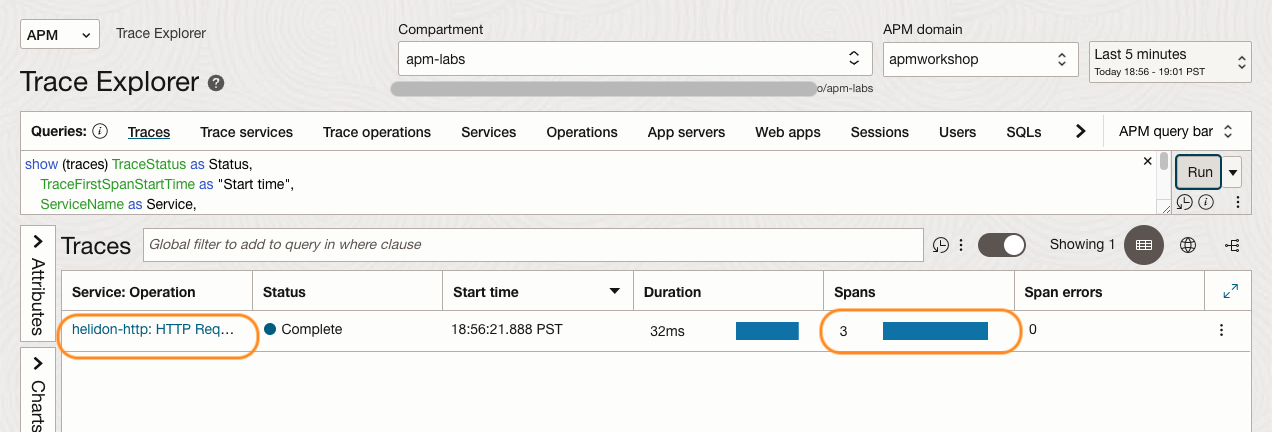 APM
Trace Explorer
Compartment
apm-labs
o/apm-labs
APM domain
apmworkshop
Last 5 minutes
Today 18:56 - 19:01 PST
Trace Explorer ?
Queries: i Traces Trace services Trace operations Services Operations App servers Web apps Sessions Users SQLs APM query bar
show (traces) TraceStatus as Status,
TraceFirstSpanStartTime as "Start time",
ServiceName as Service,
Run
Attributes
Charts
Traces Global filter to add to query in where clause Showing 1
Service: Operation Status Start time Duration Spans Span errors
helidon-http: HTTP Req… Complete 18:56:21.888 PST 32ms 3 0